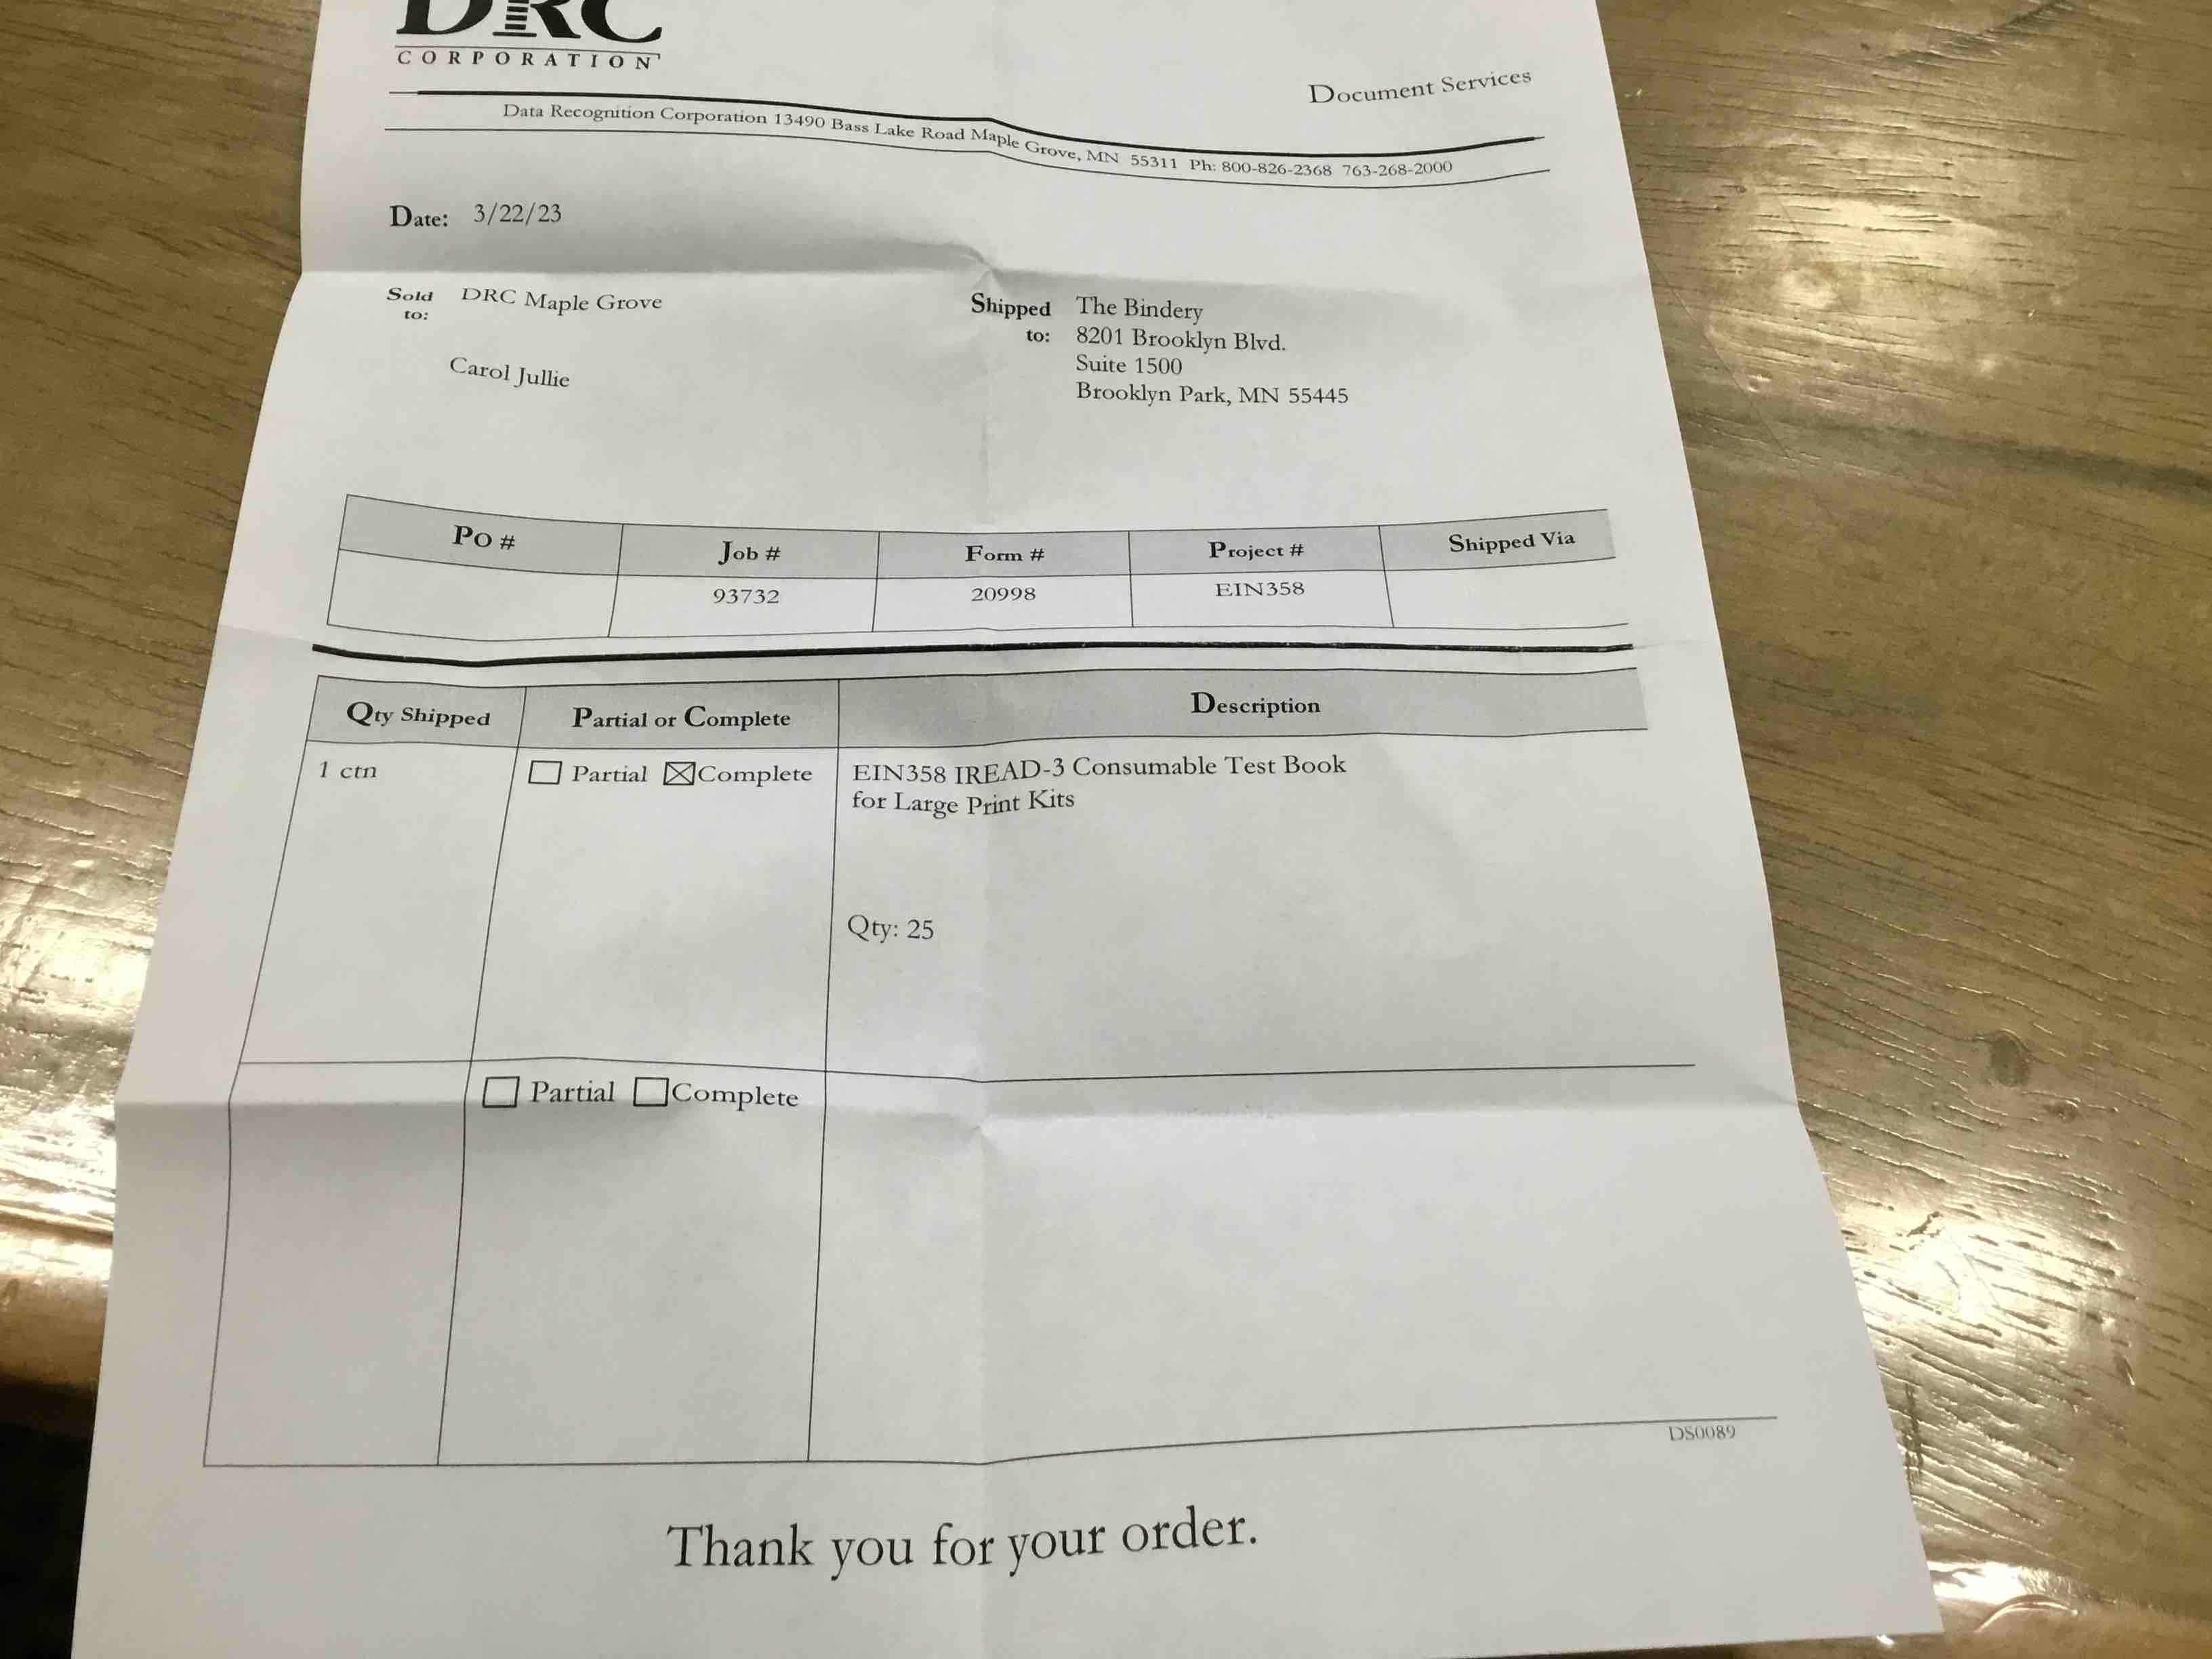 DRC
CORPORATION
Document Services
Data Recognition Corporation 13490 Bass Lake Road Maple Grove, MN 55311 Ph: 800-826-2368 763-268-2000
Date: 3/22/23
Sold to: DRC Maple Grove
Carol Jullie
Shipped to: The Bindery
8201 Brooklyn Blvd.
Suite 1500
Brooklyn Park, MN 55445
PO # Job # Form # Project # Shipped Via
93732 20998 EIN358
Qty Shipped Partial or Complete Description
1 ctn Partial Complete EIN358 IREAD-3 Consumable Test Book
for Large Print Kits
Qty: 25
Partial Complete
DS0089
Thank you for your order.